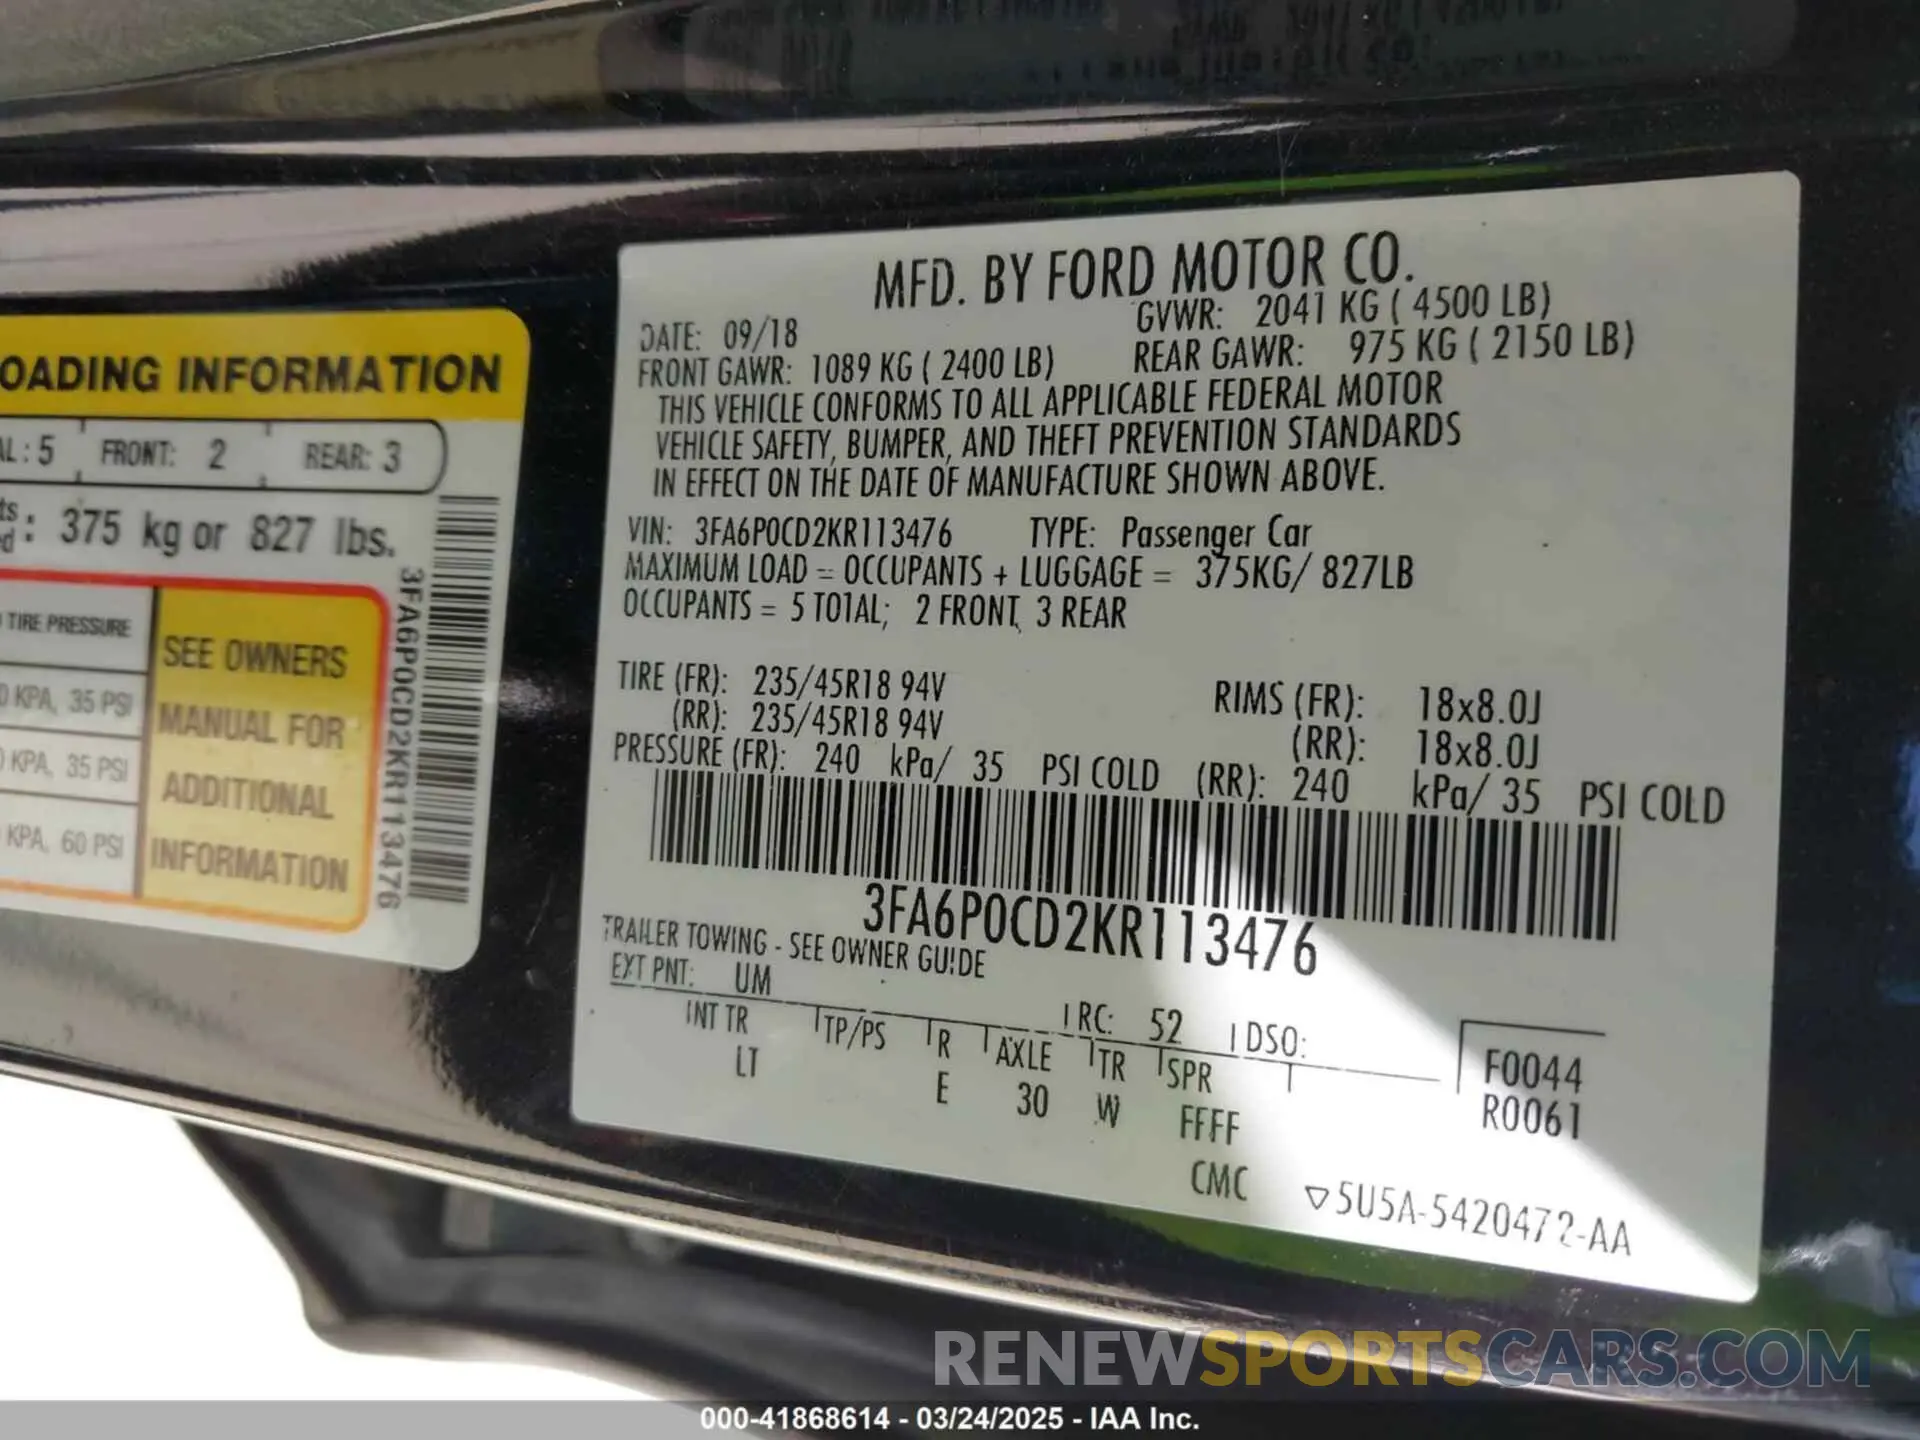 OADING INFORMATION
AL: 5 FRONT: 2 REAR: 3
375 kg or 827 lbs.
TIRE PRESSURE
KPA, 35 PSI
KPA, 35 PSI
KPA, 60 PSI
SEE OWNERS
MANUAL FOR
ADDITIONAL
INFORMATION
3FA6P0CD2KR113476
MFD. BY FORD MOTOR CO.
DATE: 09/18 GVWR: 2041 KG ( 4500 LB)
FRONT GAWR: 1089 KG ( 2400 LB) REAR GAWR: 975 KG ( 2150 LB)
THIS VEHICLE CONFORMS TO ALL APPLICABLE FEDERAL MOTOR
VEHICLE SAFETY, BUMPER, AND THEFT PREVENTION STANDARDS
IN EFFECT ON THE DATE OF MANUFACTURE SHOWN ABOVE.
VIN: 3FA6P0CD2KR113476 TYPE: Passenger Car
MAXIMUM LOAD = OCCUPANTS + LUGGAGE = 375KG/ 827LB
OCCUPANTS = 5 TOTAL; 2 FRONT, 3 REAR
TIRE (FR): 235/45R18 94V RIMS (FR): 18x8.0J
(RR): 235/45R18 94V (RR): 18x8.0J
PRESSURE (FR): 240 kPa/ 35 PSI COLD (RR): 240 kPa/ 35 PSI COLD
3FA6P0CD2KR113476
TRAILER TOWING - SEE OWNER GUIDE
EXT PNT: UM RC: 52 DSO:
INT TR TP/PS R AXLE TR SPR
LT E 30 W FFFF
CMC
F0044
R0061
▽5U5A-5420472-AA
RENEWSPORTSCARS.COM
000-41868614 - 03/24/2025 - IAA Inc.